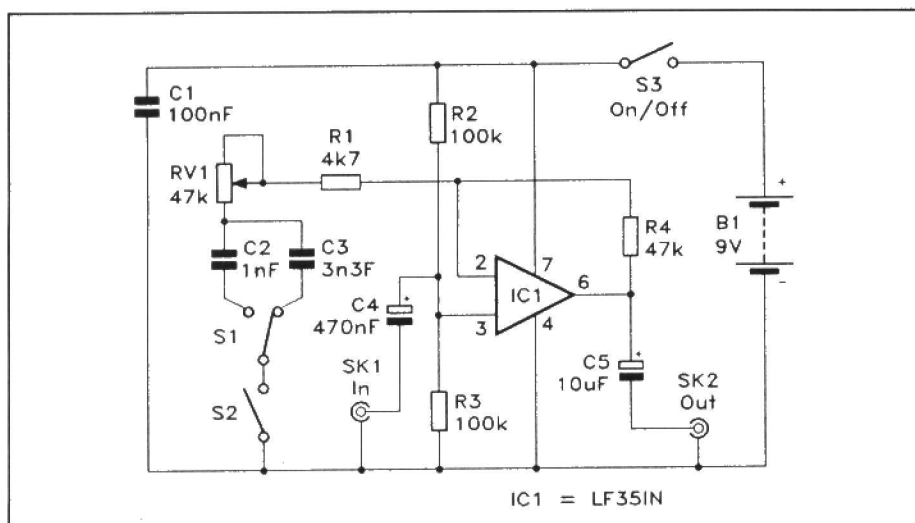 S3
On/Off
C1
100nF
R2
100k
R1
4k7
RV1
47k
+
B1
9V
-
R4
47k
C2
1nF
C3
3n3F
2
7
IC1
6
3
4
C4
+
470nF
S1
SK1
In
C5
+
10uF
SK2
Out
R3
100k
S2
IC1 = LF35IN